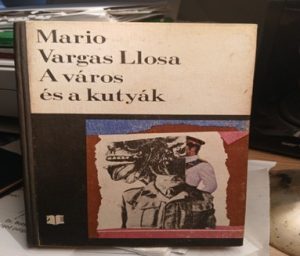 Mario
Vargas Llosa
A város
és a kutyák